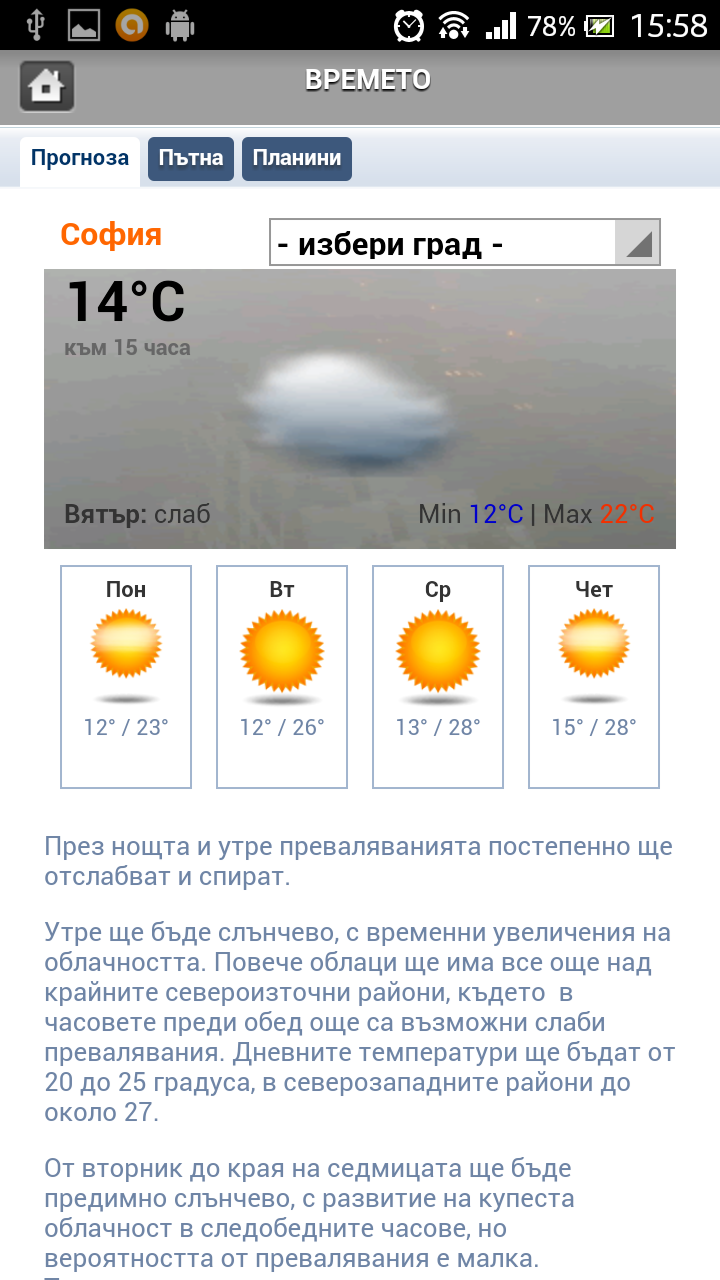 78% 15:58
ВРЕМЕТО
Прогноза Пътна Планини
София - избери град -
14°C
към 15 часа
Вятър: слаб Min 12°C | Max 22°C
Пон Вт Ср Чет
12° / 23° 12° / 26° 13° / 28° 15° / 28°
През нощта и утре превалява­нията постепенно ще
отслабват и спират.
Утре ще бъде слънчево, с временни увеличения на
облачността. Повече облаци ще има все още над
крайните североизточни райони, където в
часовете преди обед още са възможни слаби
превалявания. Дневните температури ще бъдат от
20 до 25 градуса, в северозападните райони до
около 27.
От вторник до края на седмицата ще бъде
предимно слънчево, с развитие на купеста
облачност в следобедните часове, но
вероятността от превалявания е малка.